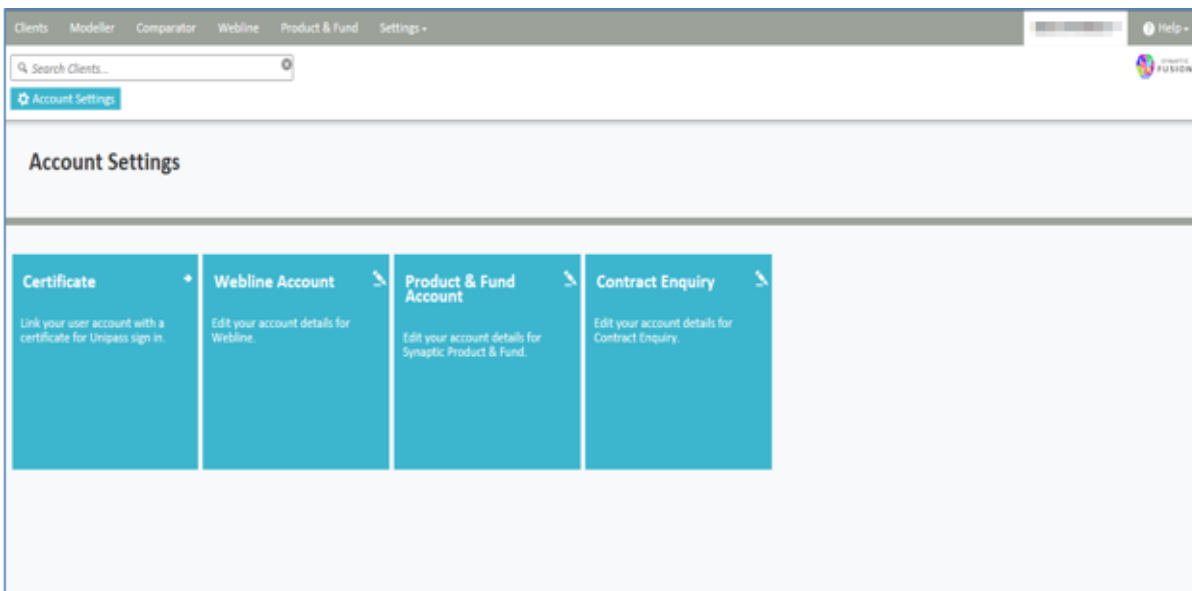 Clients Modeller Comparator Webline Product & Fund Settings Help
Search Clients...
SYNAPTIC
FUSION
Account Settings
Account Settings
Certificate
Link your user account with a
certificate for Unipass sign in.
Webline Account
Edit your account details for
Webline.
Product & Fund
Account
Edit your account details for
Synaptic Product & Fund.
Contract Enquiry
Edit your account details for
Contract Enquiry.